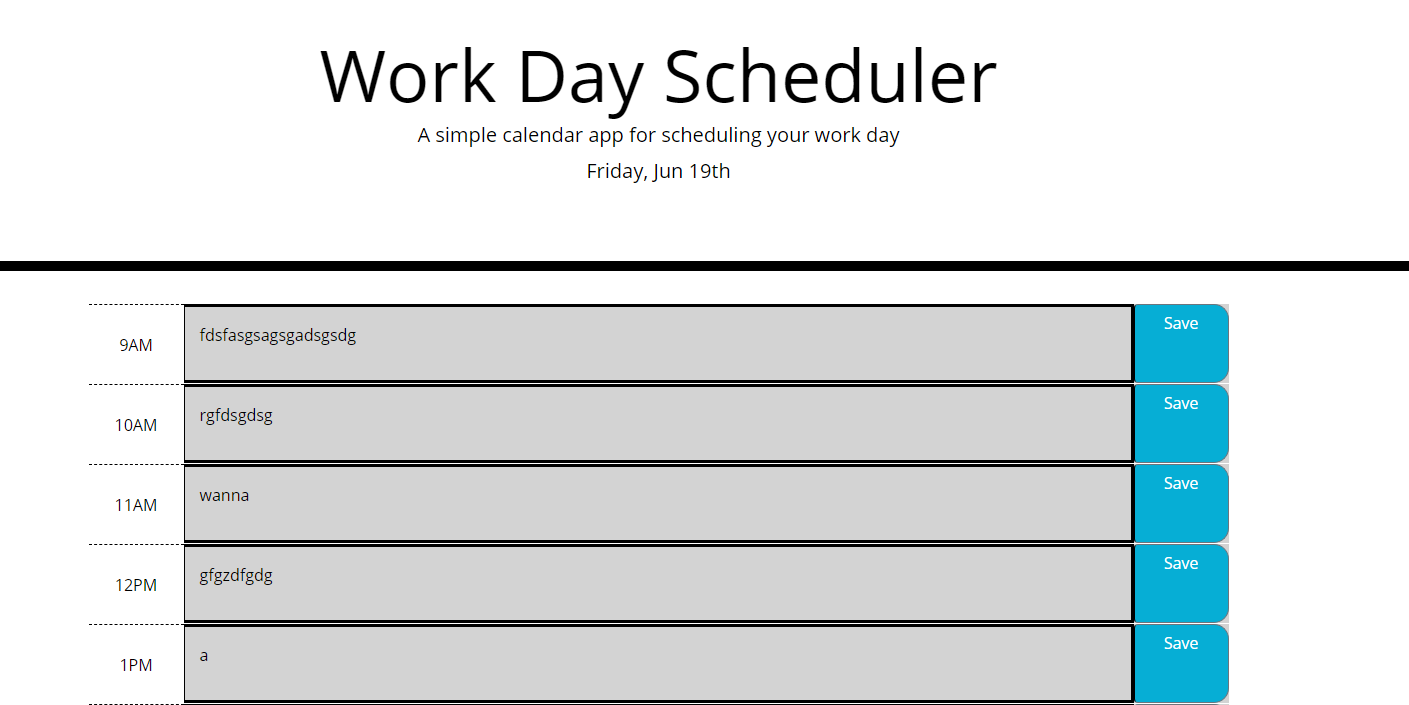 Work Day Scheduler
A simple calendar app for scheduling your work day
Friday, Jun 19th
9AM fdsfasgsagsgadsgsdg Save
10AM rgfdsgdsg Save
11AM wanna Save
12PM gfgzdfgdg Save
1PM a Save